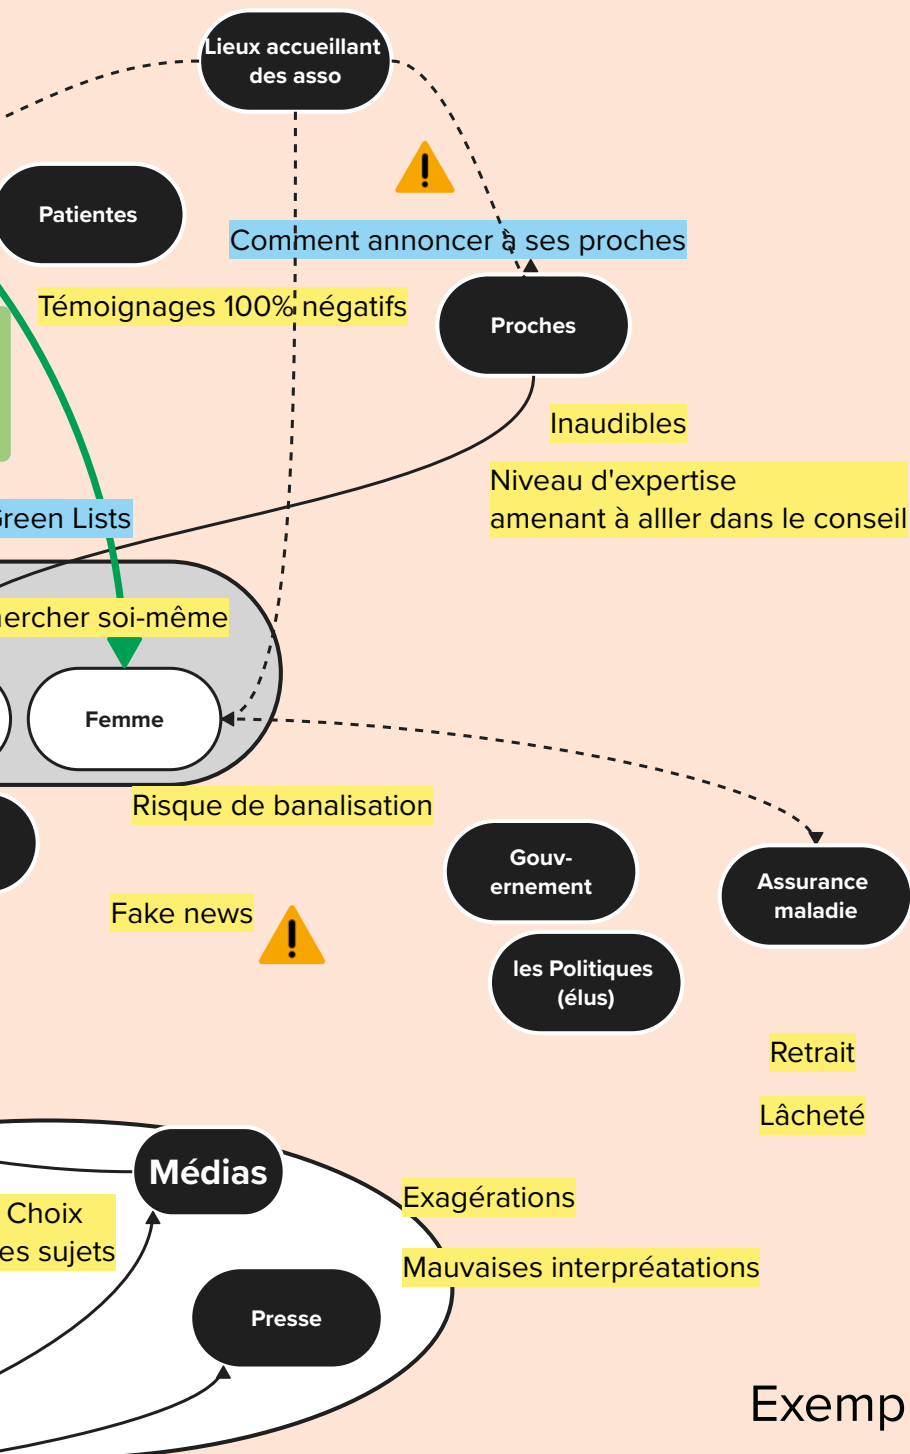 Lieux accueillant
des asso
Patientes
Comment annoncer à ses proches
Témoignages 100% négatifs
Proches
Inaudibles
Niveau d'expertise
amenant à alller dans le conseil
Green Lists
hercher soi-même
Femme
Risque de banalisation
Gouv-
ernement
Assurance
maladie
Fake news
les Politiques
(élus)
Retrait
Lâcheté
Médias
Exagérations
Choix
es sujets
Mauvaises interpréatations
Presse
Exemp